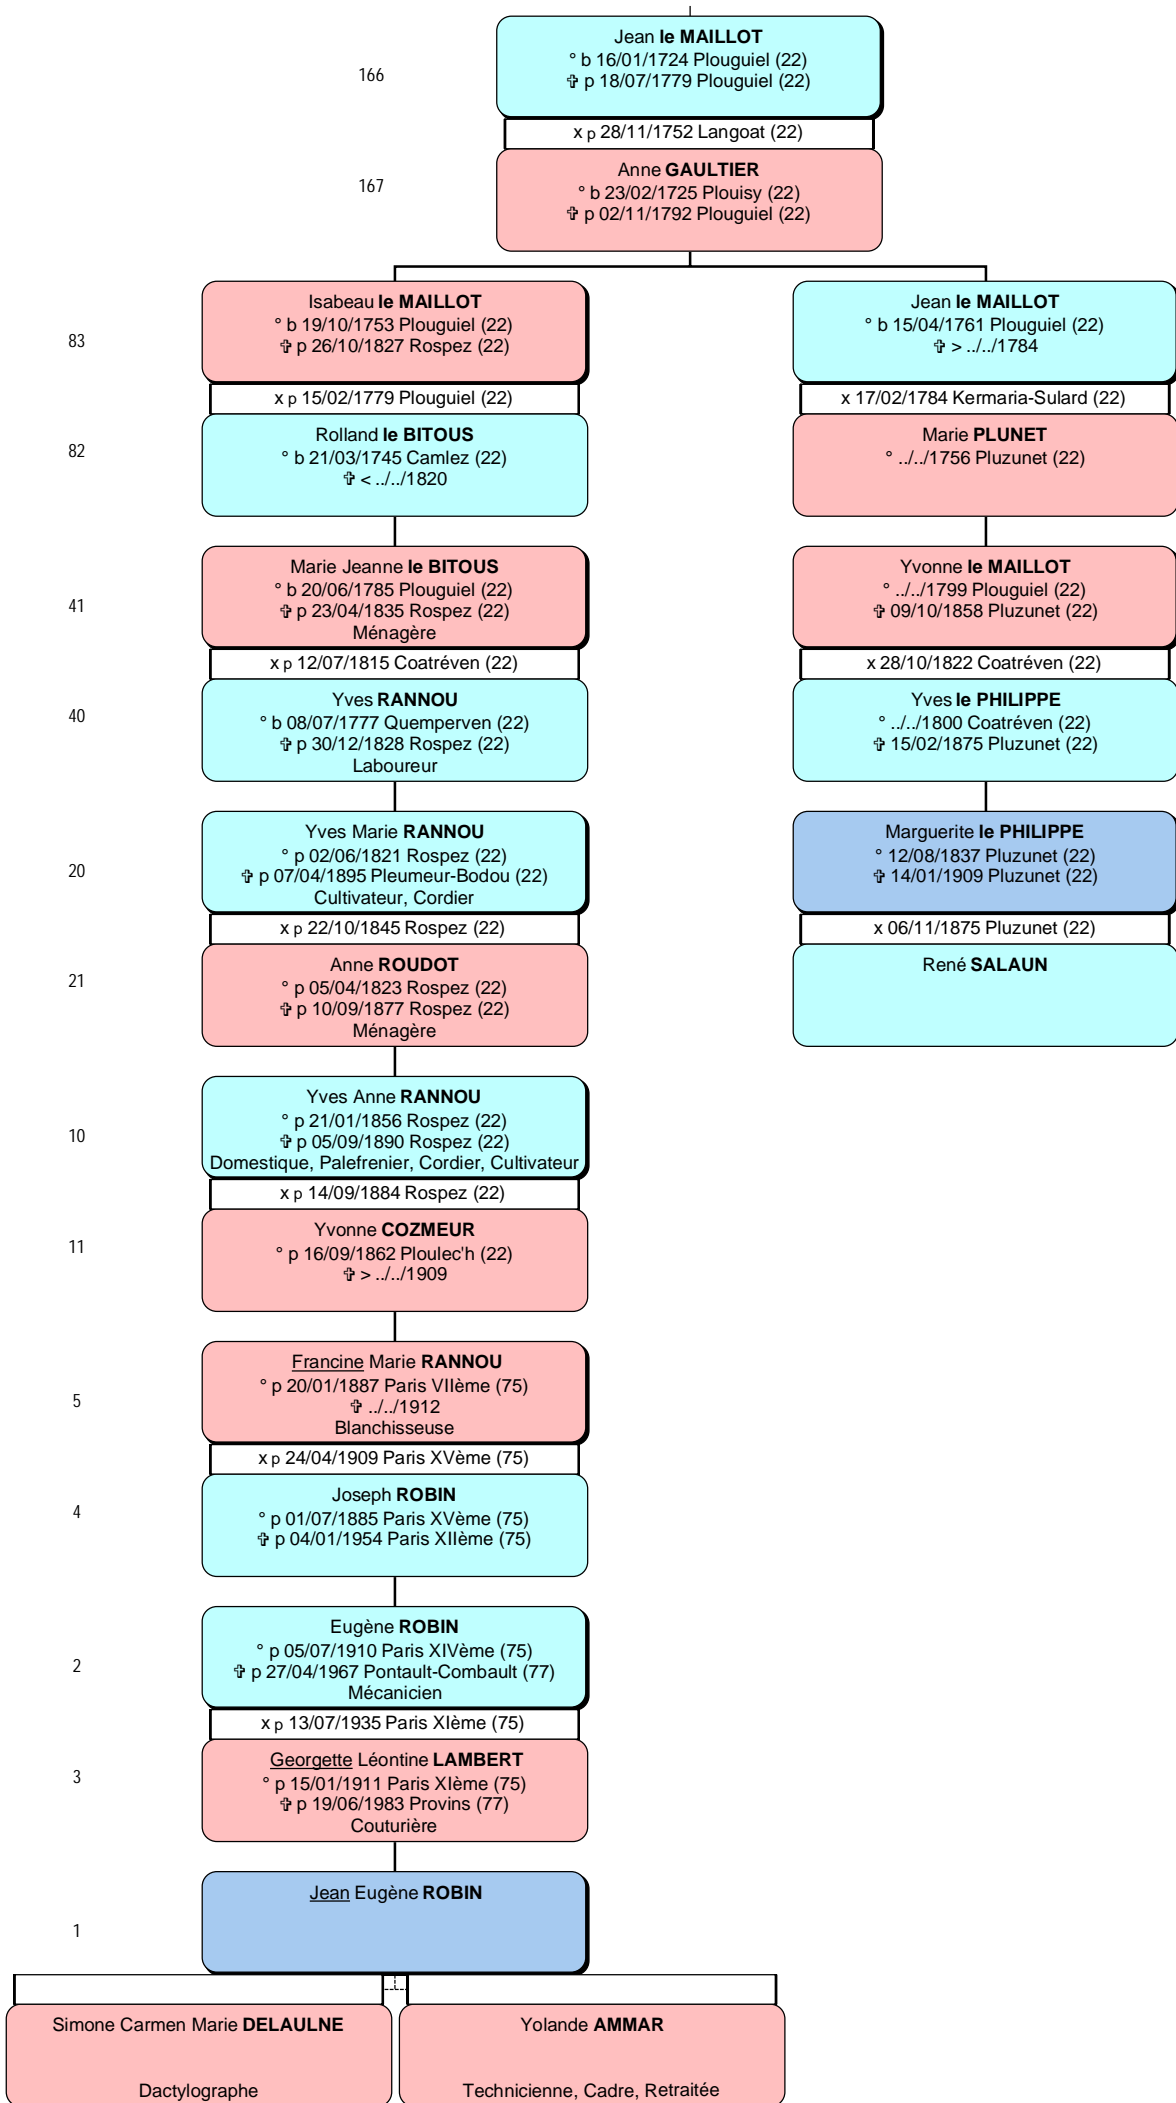 Jean le MAILLOT
° b 16/01/1724 Plouguiel (22)
✞ p 18/07/1779 Plouguiel (22)
166
x p 28/11/1752 Langoat (22)
Anne GAULTIER
° b 23/02/1725 Plouisy (22)
✞ p 02/11/1792 Plouguiel (22)
167
Isabeau le MAILLOT
° b 19/10/1753 Plouguiel (22)
✞ p 26/10/1827 Rospez (22)
83
x p 15/02/1779 Plouguiel (22)
Rolland le BITOUS
° b 21/03/1745 Camlez (22)
✞ < ../../1820
82
Jean le MAILLOT
° b 15/04/1761 Plouguiel (22)
✞ > ../../1784
x 17/02/1784 Kermaria-Sulard (22)
Marie PLUNET
° ../../1756 Pluzunet (22)
Marie Jeanne le BITOUS
° b 20/06/1785 Plouguiel (22)
✞ p 23/04/1835 Rospez (22)
Ménagère
41
x p 12/07/1815 Coatréven (22)
Yves RANNOU
° b 08/07/1777 Quemperven (22)
✞ p 30/12/1828 Rospez (22)
Laboureur
40
Yvonne le MAILLOT
° ../../1799 Plouguiel (22)
✞ 09/10/1858 Pluzunet (22)
x 28/10/1822 Coatréven (22)
Yves le PHILIPPE
° ../../1800 Coatréven (22)
✞ 15/02/1875 Pluzunet (22)
Yves Marie RANNOU
° p 02/06/1821 Rospez (22)
✞ p 07/04/1895 Pleumeur-Bodou (22)
Cultivateur, Cordier
20
x p 22/10/1845 Rospez (22)
Anne ROUDOT
° p 05/04/1823 Rospez (22)
✞ p 10/09/1877 Rospez (22)
Ménagère
21
Marguerite le PHILIPPE
° 12/08/1837 Pluzunet (22)
✞ 14/01/1909 Pluzunet (22)
x 06/11/1875 Pluzunet (22)
René SALAUN
Yves Anne RANNOU
° p 21/01/1856 Rospez (22)
✞ p 05/09/1890 Rospez (22)
Domestique, Palefrenier, Cordier, Cultivateur
10
x p 14/09/1884 Rospez (22)
Yvonne COZMEUR
° p 16/09/1862 Ploulec'h (22)
✞ > ../../1909
11
Francine Marie RANNOU
° p 20/01/1887 Paris VIIème (75)
✞ ../../1912
Blanchisseuse
5
x p 24/04/1909 Paris XVème (75)
Joseph ROBIN
° p 01/07/1885 Paris XVème (75)
✞ p 04/01/1954 Paris XIIème (75)
4
Eugène ROBIN
° p 05/07/1910 Paris XIVème (75)
✞ p 27/04/1967 Pontault-Combault (77)
Mécanicien
2
x p 13/07/1935 Paris XIème (75)
Georgette Léontine LAMBERT
° p 15/01/1911 Paris XIème (75)
✞ p 19/06/1983 Provins (77)
Couturière
3
Jean Eugène ROBIN
1
Simone Carmen Marie DELAULNE
Dactylographe
Yolande AMMAR
Technicienne, Cadre, Retraitée